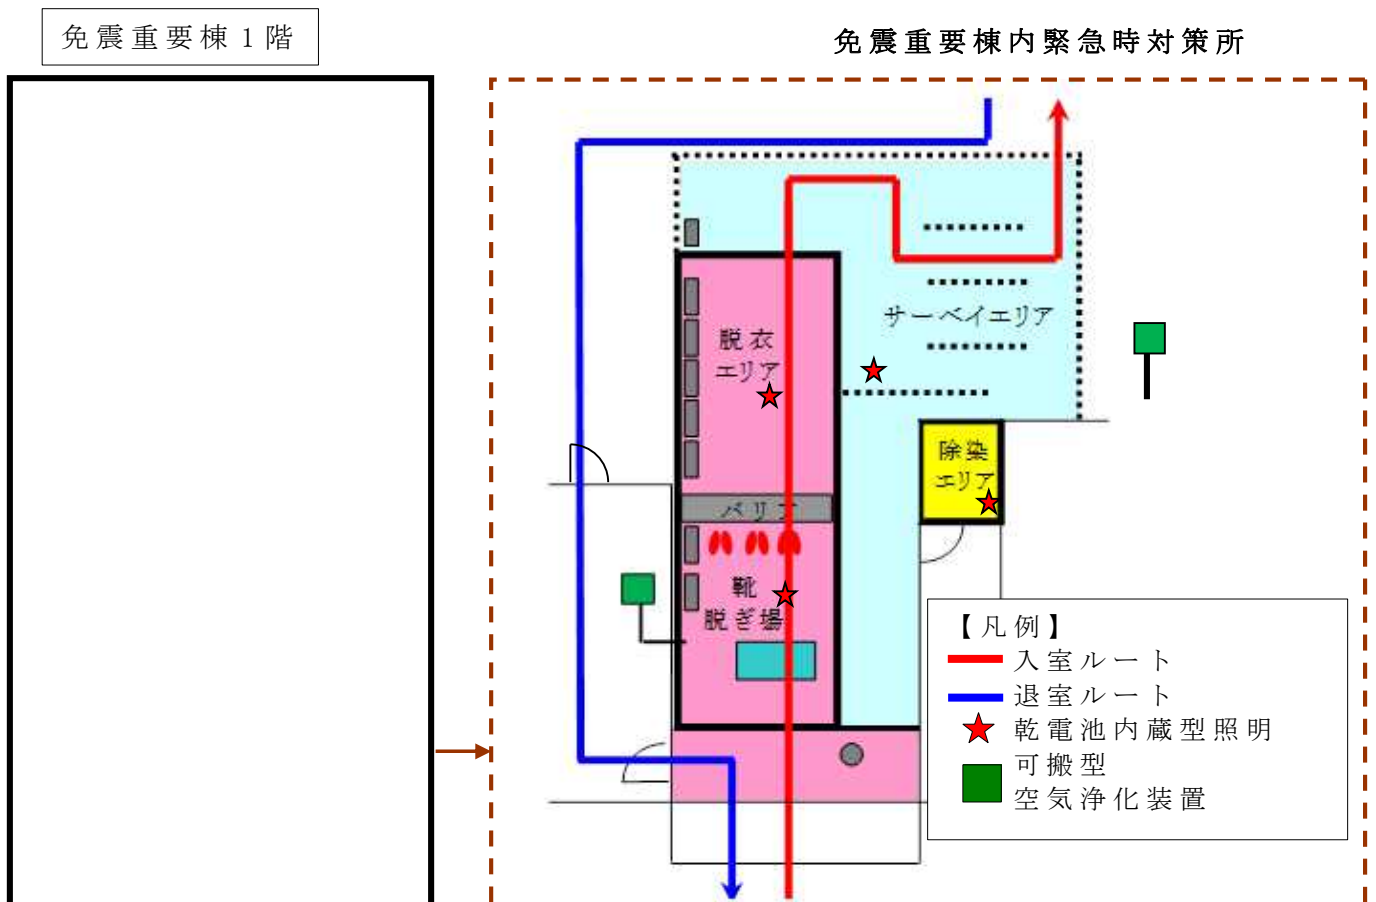 免震重要棟1階
免震重要棟内緊急時対策所
サーベイエリア
脱衣
エリア
除染
エリア
バリア
靴
脱ぎ場
【凡例】
入室ルート
退室ルート
乾電池内蔵型照明
可搬型
空気浄化装置